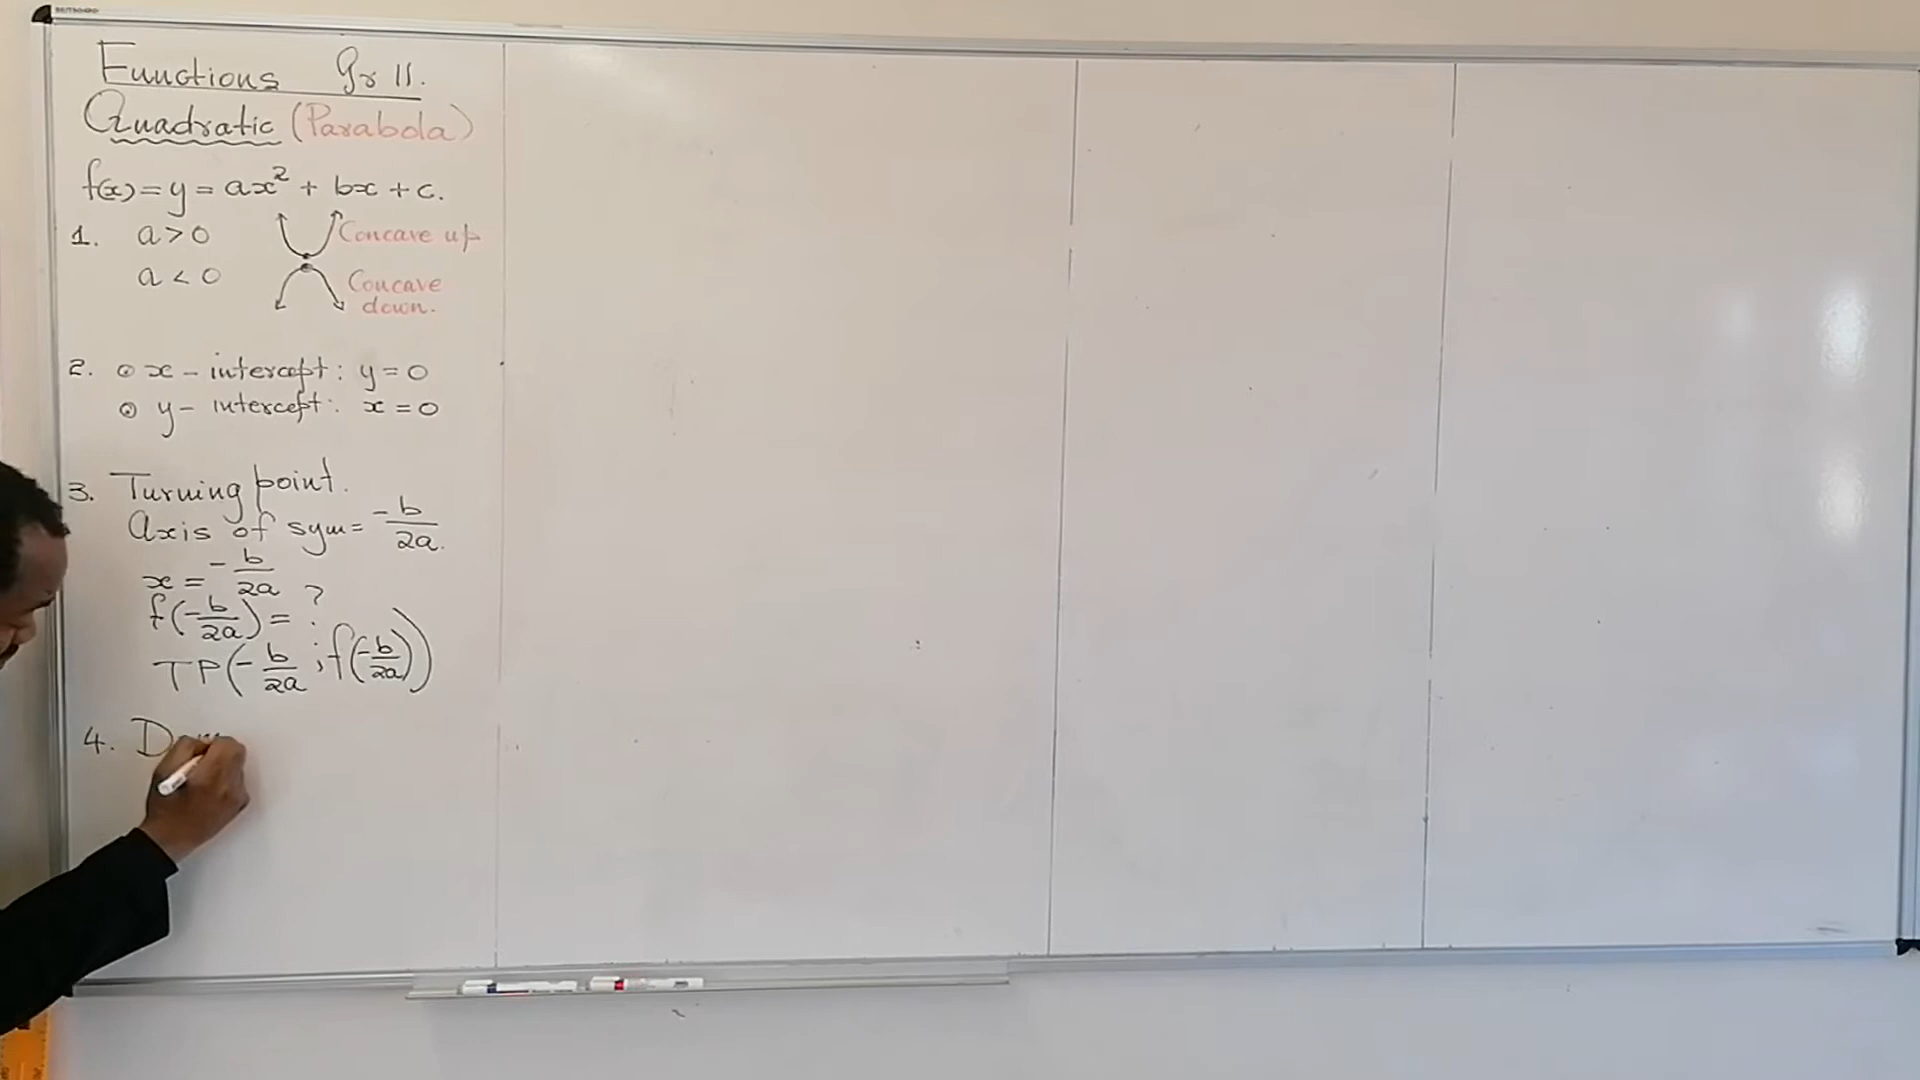 Functions Gr 11.
Quadratic (Parabola)
f(x) = y = ax² + bx + c.
1. a > 0 Concave up
a < 0 Concave down.
2. ⊙ x - intercept: y = 0
⊙ y - intercept: x = 0
3. Turning point.
Axis of sym = -b/2a.
x = -b/2a
f(-b/2a) = ?
TP(-b/2a ; f(-b/2a))
4. Dom